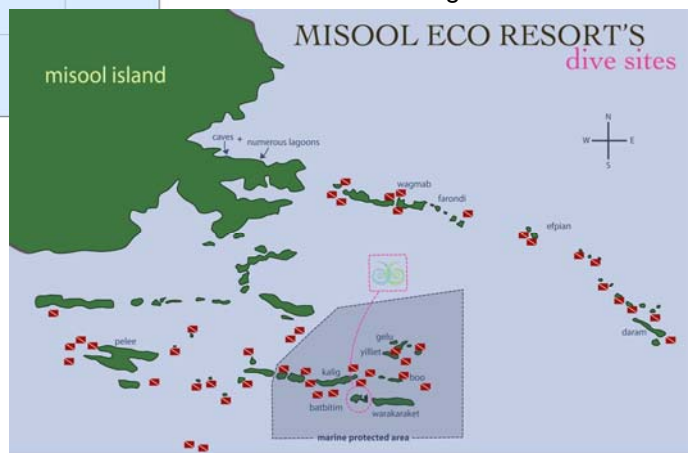 MISOOL ECO RESORT'S
dive sites
misool island
caves + numerous lagoons
N
W E
S
wagmab
farondi
efpian
gelu
yilliet
pelee
kalig
boo
daram
batbitim
warakaraket
marine protected area